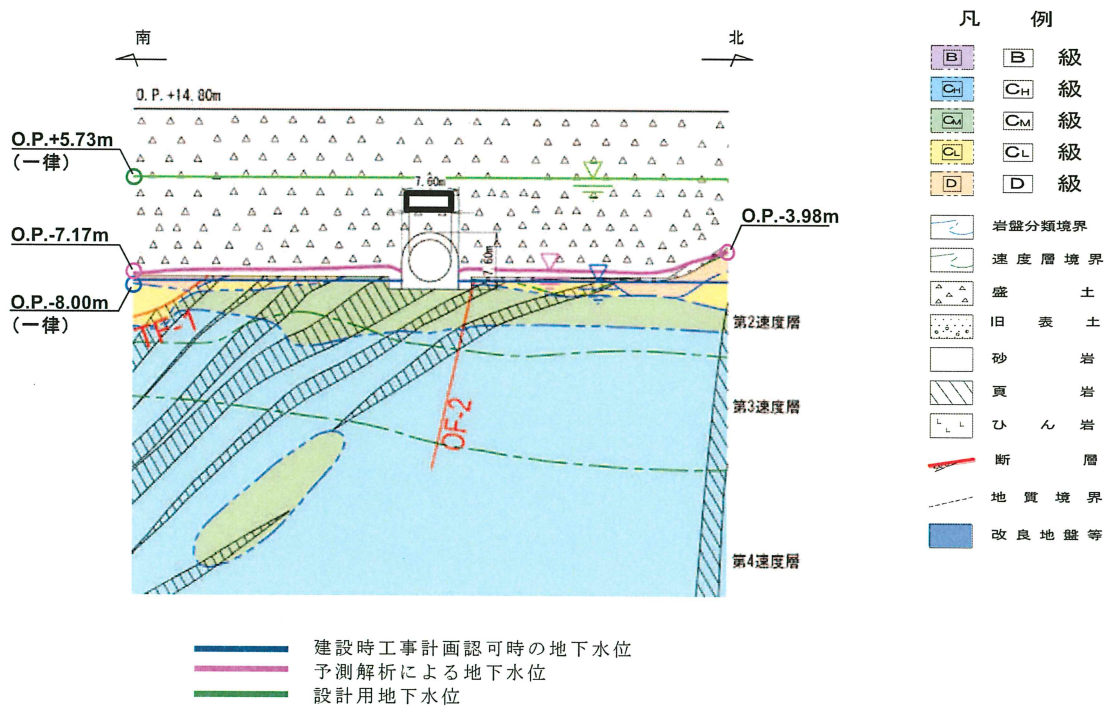 南
北
O.P.+14.80m
O.P.+5.73m
(一律)
7.60m
O.P.-3.98m
O.P.-7.17m
7.60m
O.P.-8.00m
(一律)
TF-1
OF-2
第2速度層
第3速度層
第4速度層
凡 例
B B 級
CH CH 級
CM CM 級
CL CL 級
D D 級
岩盤分類境界
速度層境界
盛 土
旧 表 土
砂 岩
頁 岩
ひ ん 岩
断 層
地 質 境 界
改 良 地 盤 等
建設時工事計画認可時の地下水位
予測解析による地下水位
設計用地下水位